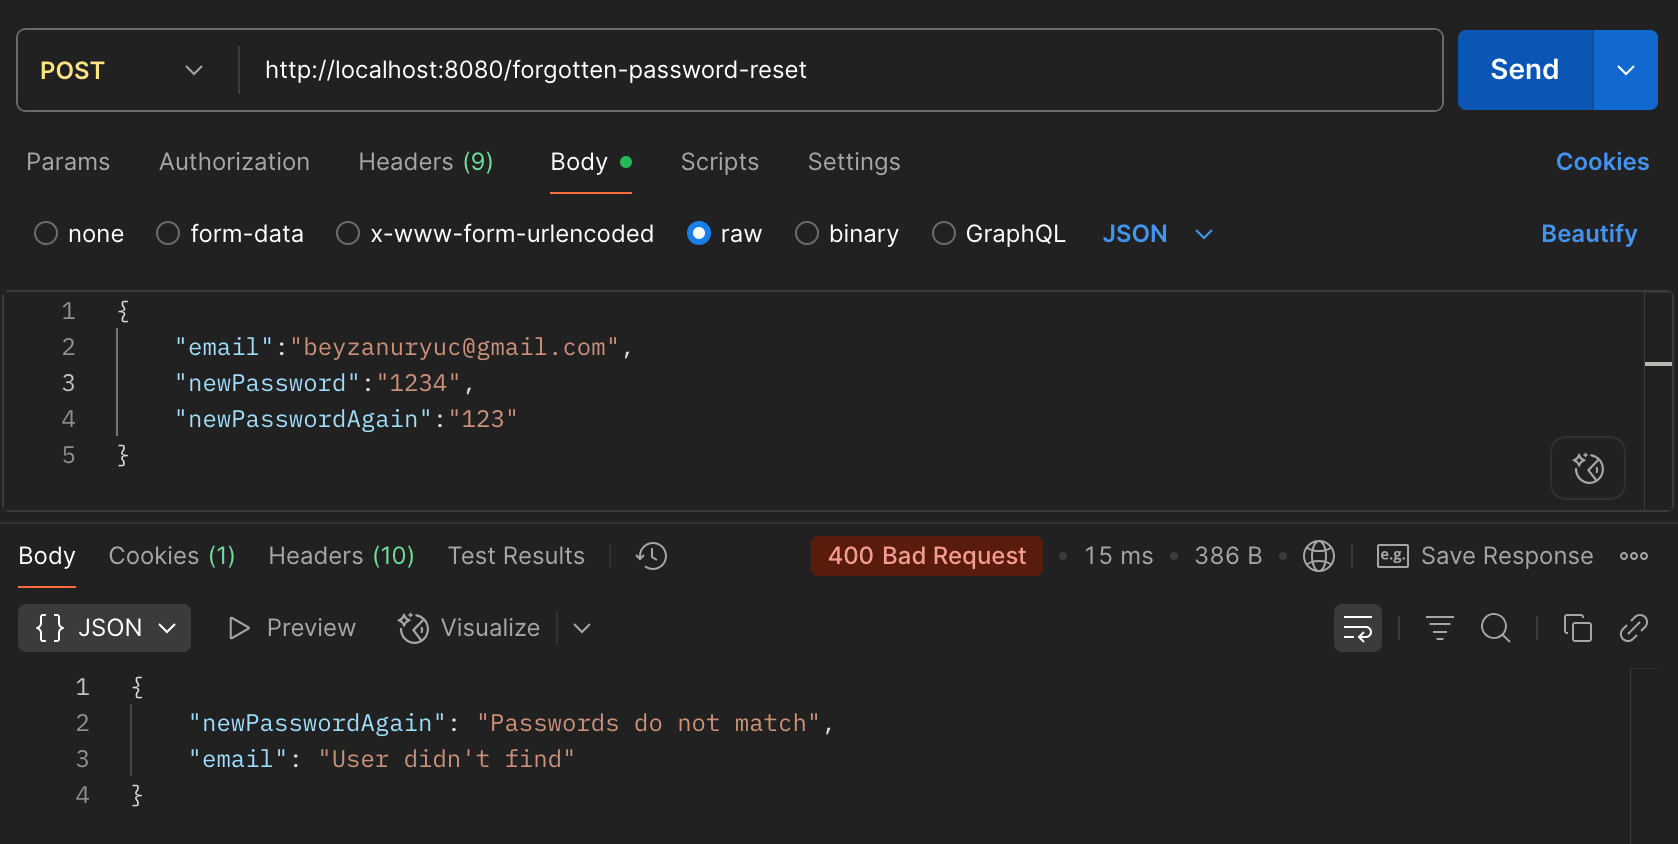 POST http://localhost:8080/forgotten-password-reset Send
Params Authorization Headers (9) Body Scripts Settings Cookies
none form-data x-www-form-urlencoded raw binary GraphQL JSON Beautify
1 {
2 "email":"beyzanuryuc@gmail.com",
3 "newPassword":"1234",
4 "newPasswordAgain":"123"
5 }
Body Cookies (1) Headers (10) Test Results 400 Bad Request • 15 ms • 386 B • e.g. Save Response
{} JSON Preview Visualize
1 {
2 "newPasswordAgain": "Passwords do not match",
3 "email": "User didn't find"
4 }